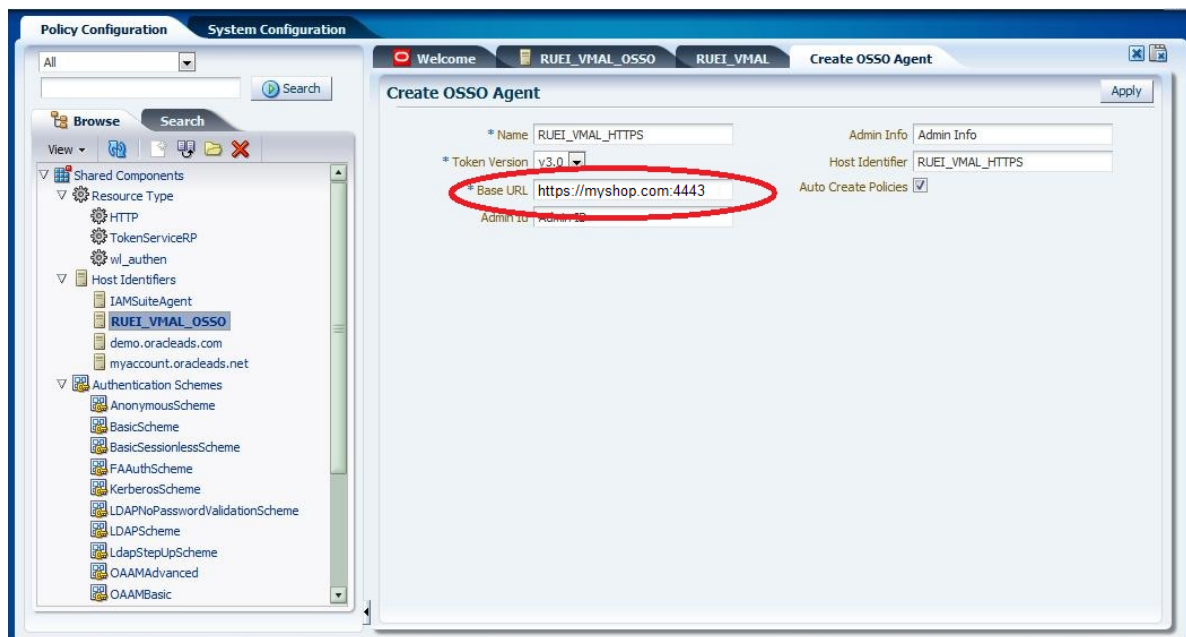 Policy Configuration System Configuration
All
Search
Browse Search
View
Shared Components
Resource Type
HTTP
TokenServiceRP
wl_authen
Host Identifiers
IAMSuiteAgent
RUEI_VMAL_OSSO
demo.oracleads.com
myaccount.oracleads.net
Authentication Schemes
AnonymousScheme
BasicScheme
BasicSessionlessScheme
FAAuthScheme
KerberosScheme
LDAPNoPasswordValidationScheme
LDAPScheme
LdapStepUpScheme
OAAMAdvanced
OAAMBasic
Welcome RUEI_VMAL_OSSO RUEI_VMAL Create OSSO Agent
Create OSSO Agent Apply
* Name RUEI_VMAL_HTTPS
* Token Version v3.0
* Base URL https://myshop.com:4443
Admin Id Admin ID
Admin Info Admin Info
Host Identifier RUEI_VMAL_HTTPS
Auto Create Policies